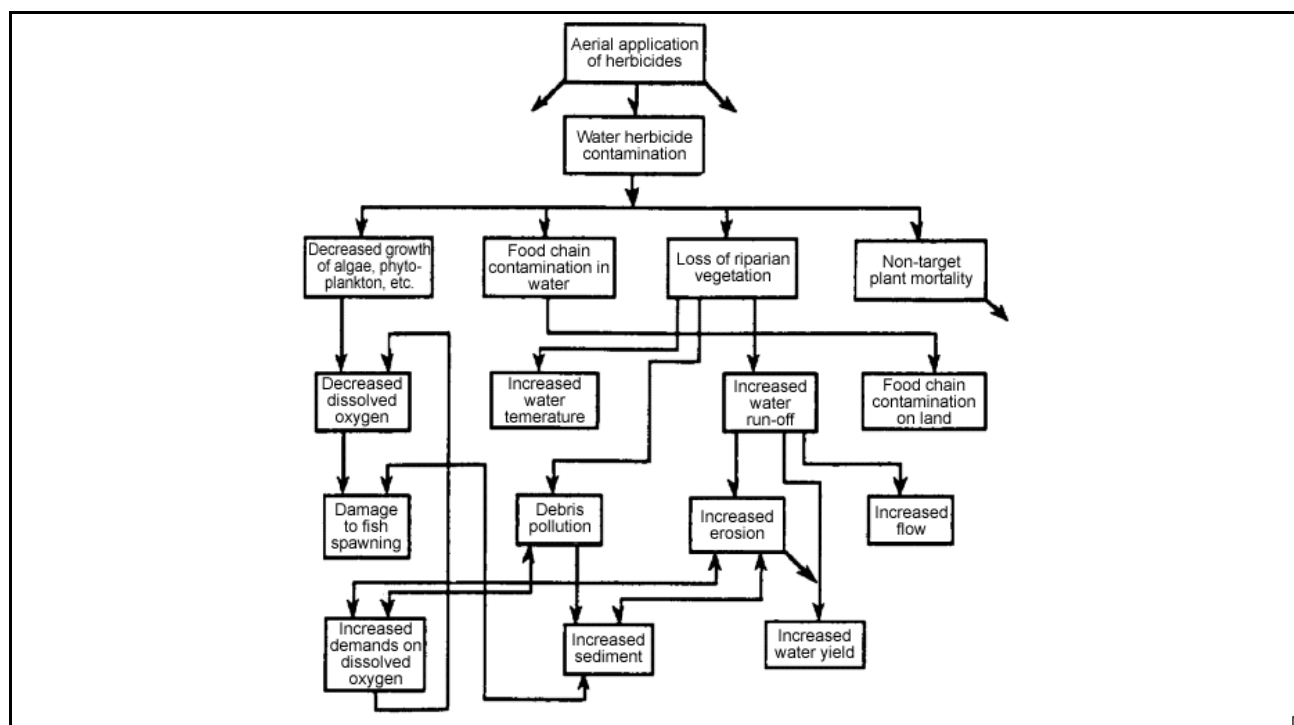 Aerial application
of herbicides
Water herbicide
contamination
Decreased growth
of algae, phyto-
plankton, etc.
Food chain
contamination in
water
Loss of riparian
vegetation
Non-target
plant mortality
Decreased
dissolved
oxygen
Increased
water
temerature
Increased
water
run-off
Food chain
contamination
on land
Damage
to fish
spawning
Debris
pollution
Increased
erosion
Increased
flow
Increased
demands on
dissolved
oxygen
Increased
sediment
Increased
water yield